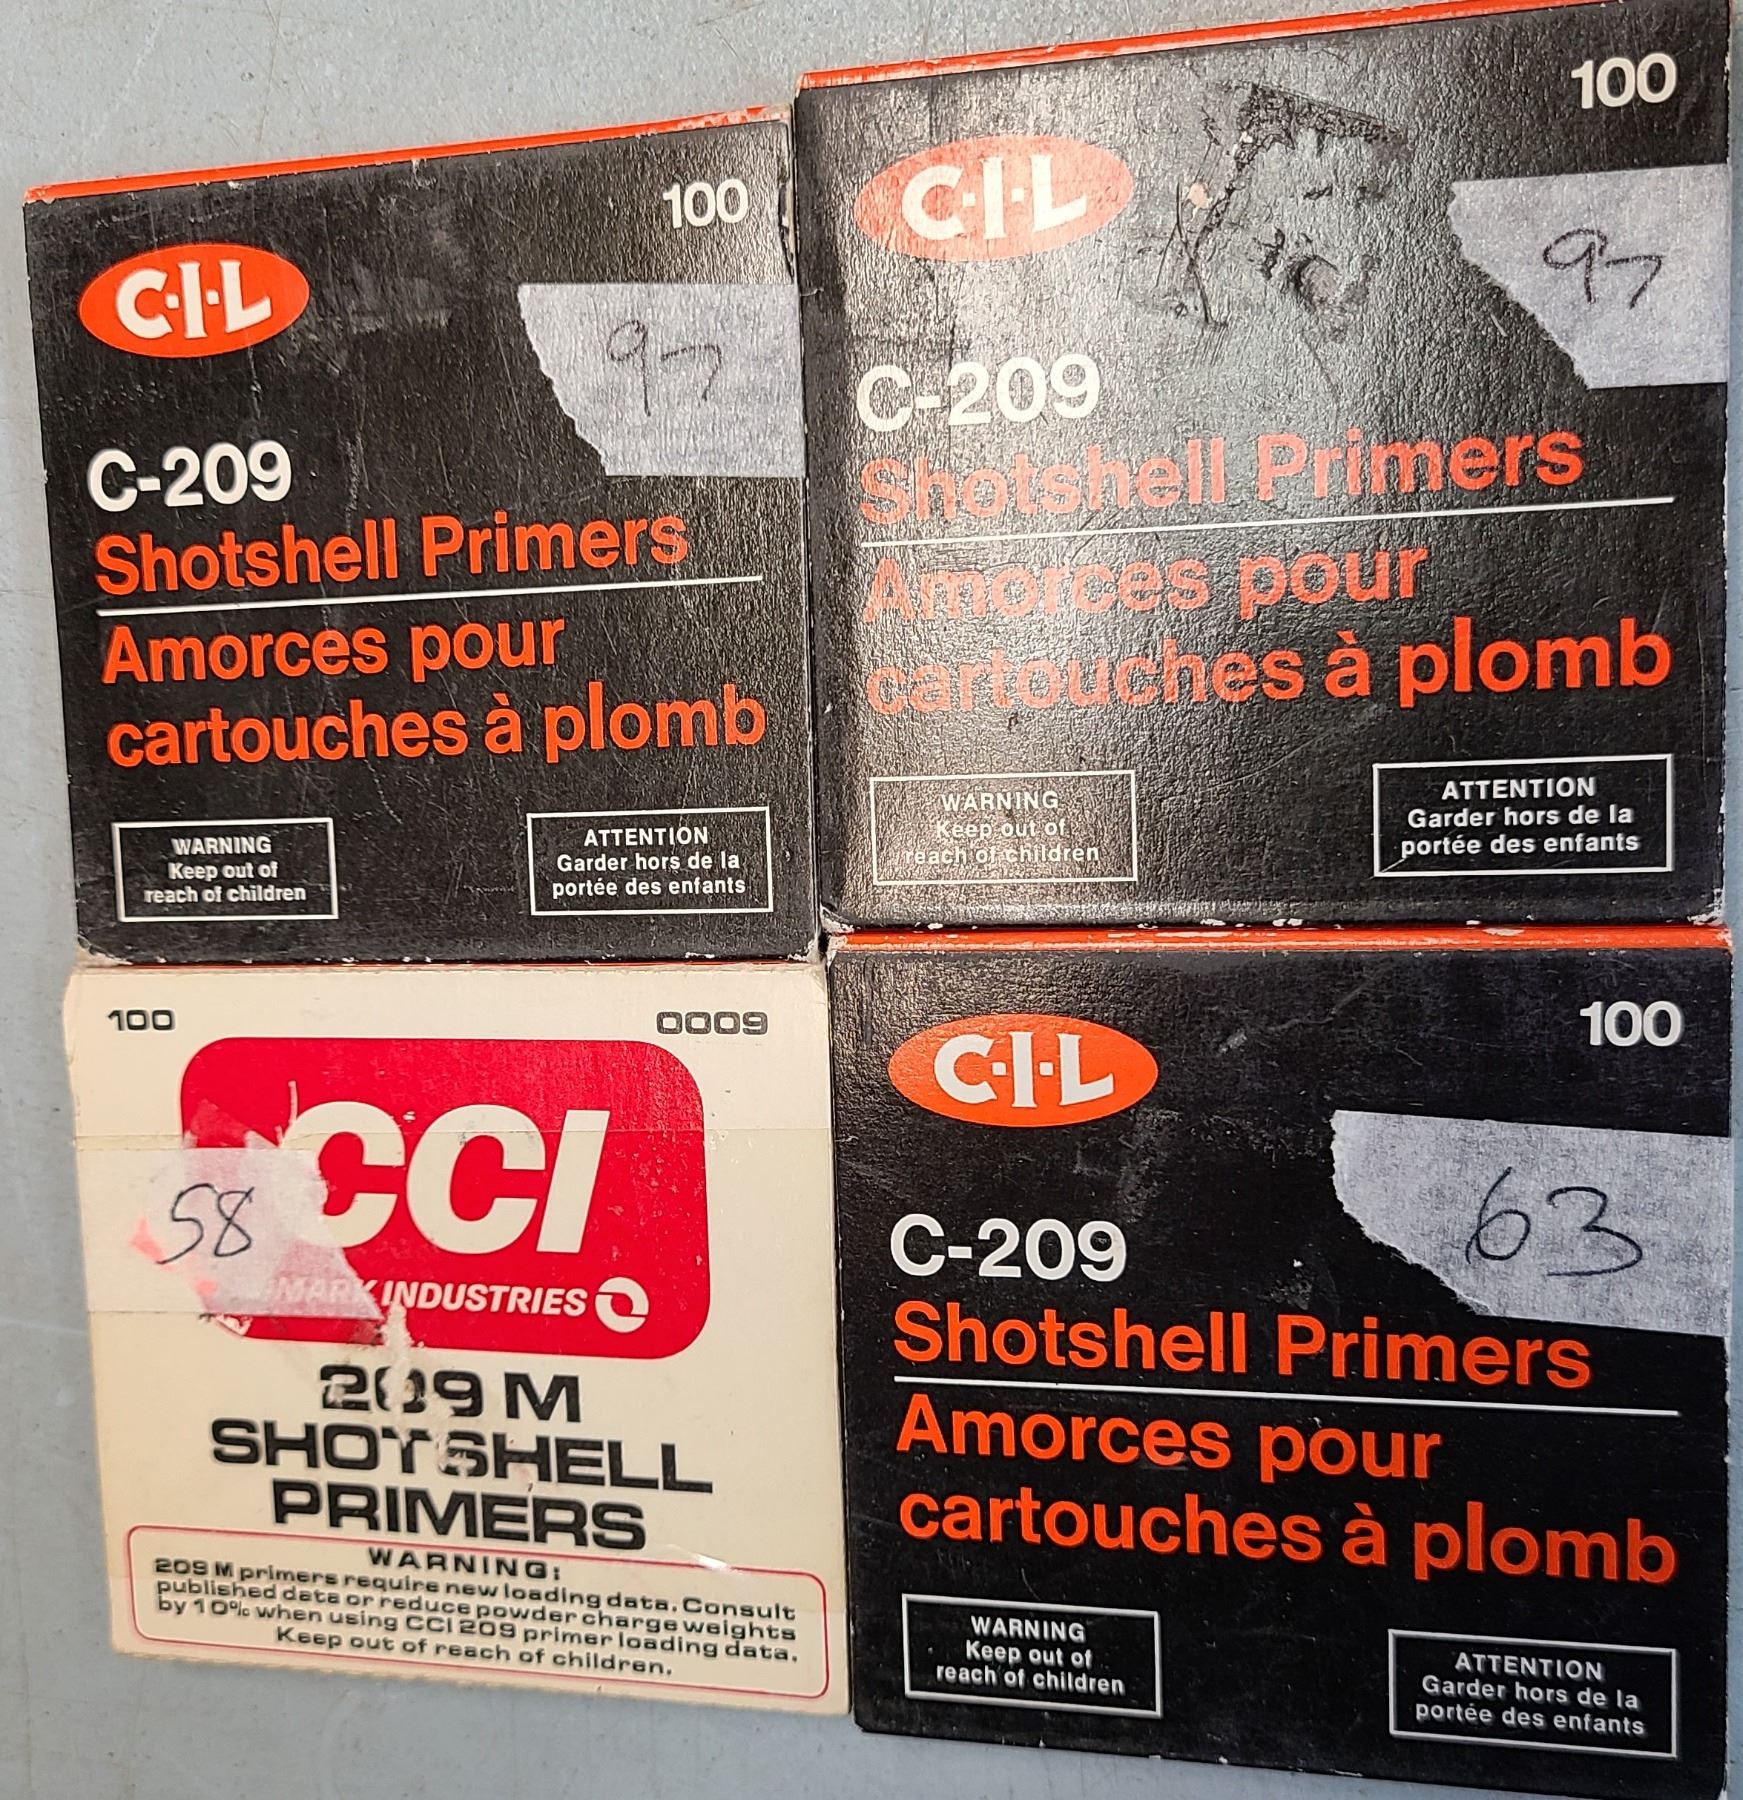 100
C·I·L
97
C-209
Shotshell Primers
Amorces pour
cartouches à plomb
WARNING
Keep out of
reach of children
ATTENTION
Garder hors de la
portée des enfants
100
C·I·L
97
C-209
Shotshell Primers
Amorces pour
cartouches à plomb
WARNING
Keep out of
reach of children
ATTENTION
Garder hors de la
portée des enfants
100 0009
CCI
58
INDUSTRIES
209 M
SHOTSHELL
PRIMERS
WARNING:
209 M primers require new loading data. Consult
published data or reduce powder charge weights
by 10% when using CCI 209 primer loading data.
Keep out of reach of children.
100
C·I·L
63
C-209
Shotshell Primers
Amorces pour
cartouches à plomb
WARNING
Keep out of
reach of children
ATTENTION
Garder hors de la
portée des enfants